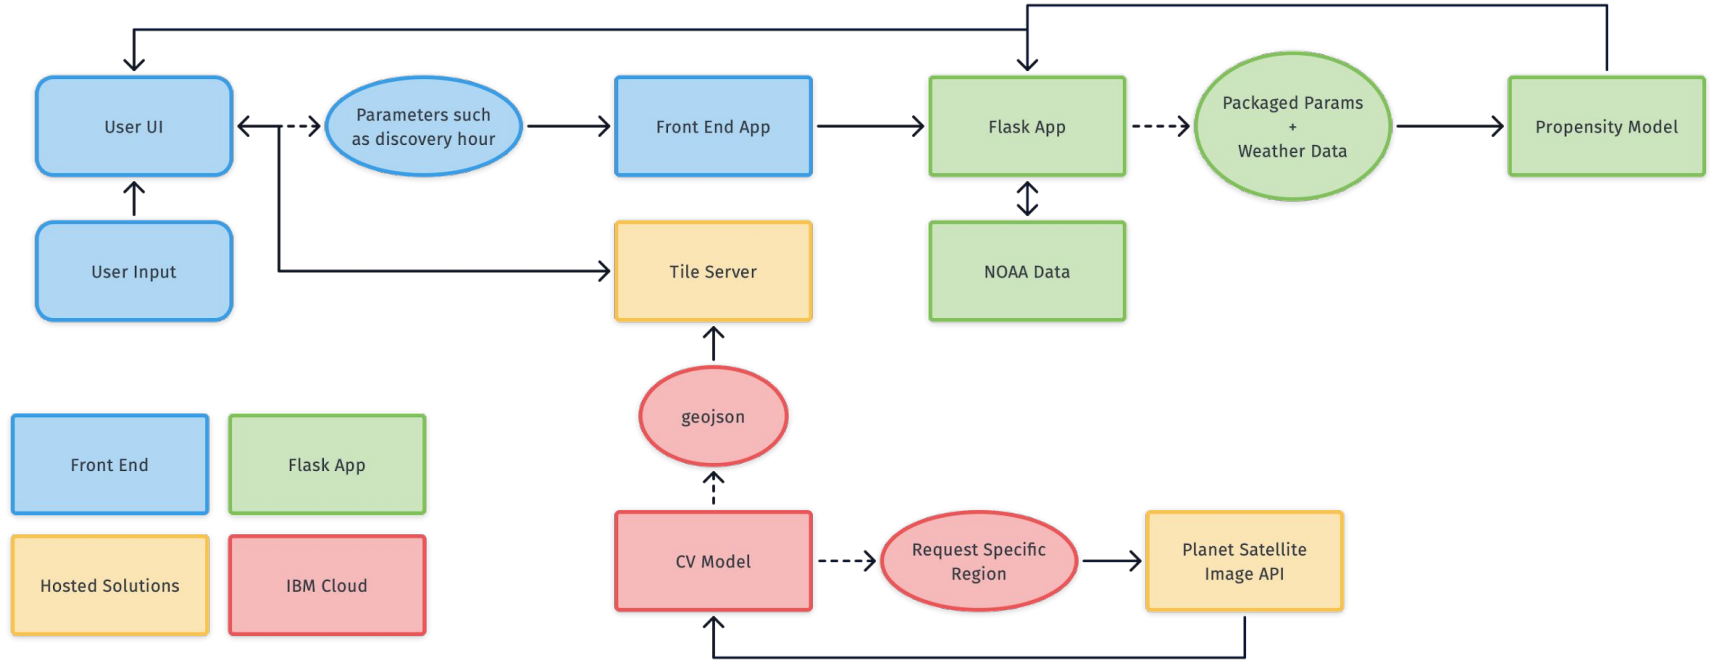 User UI
Parameters such
as discovery hour
Front End App
Flask App
Packaged Params
+
Weather Data
Propensity Model
User Input
Tile Server
NOAA Data
geojson
Front End
Flask App
CV Model
Request Specific
Region
Planet Satellite
Image API
Hosted Solutions
IBM Cloud